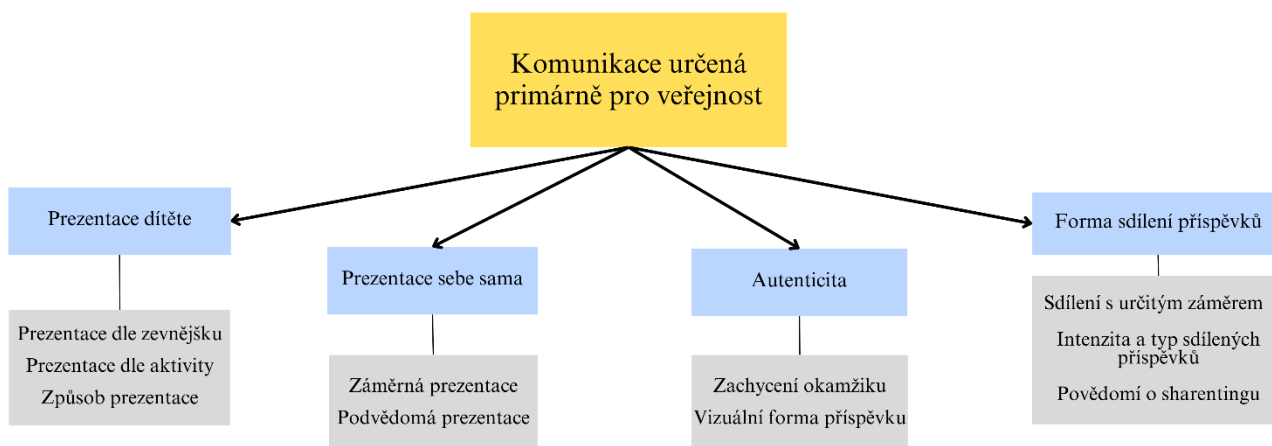 Komunikace určená
primárně pro veřejnost
Prezentace dítěte
Prezentace dle zevnějšku
Prezentace dle aktivity
Způsob prezentace
Prezentace sebe sama
Záměrná prezentace
Podvědomá prezentace
Autenticita
Zachycení okamžiku
Vizuální forma příspěvku
Forma sdílení příspěvků
Sdílení s určitým záměrem
Intenzita a typ sdílených
příspěvků
Povědomí o sharentingu